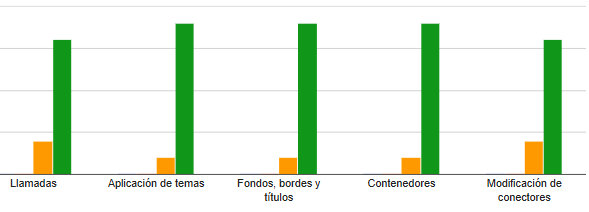 Llamadas
Aplicación de temas
Fondos, bordes y
títulos
Contenedores
Modificación de
conectores